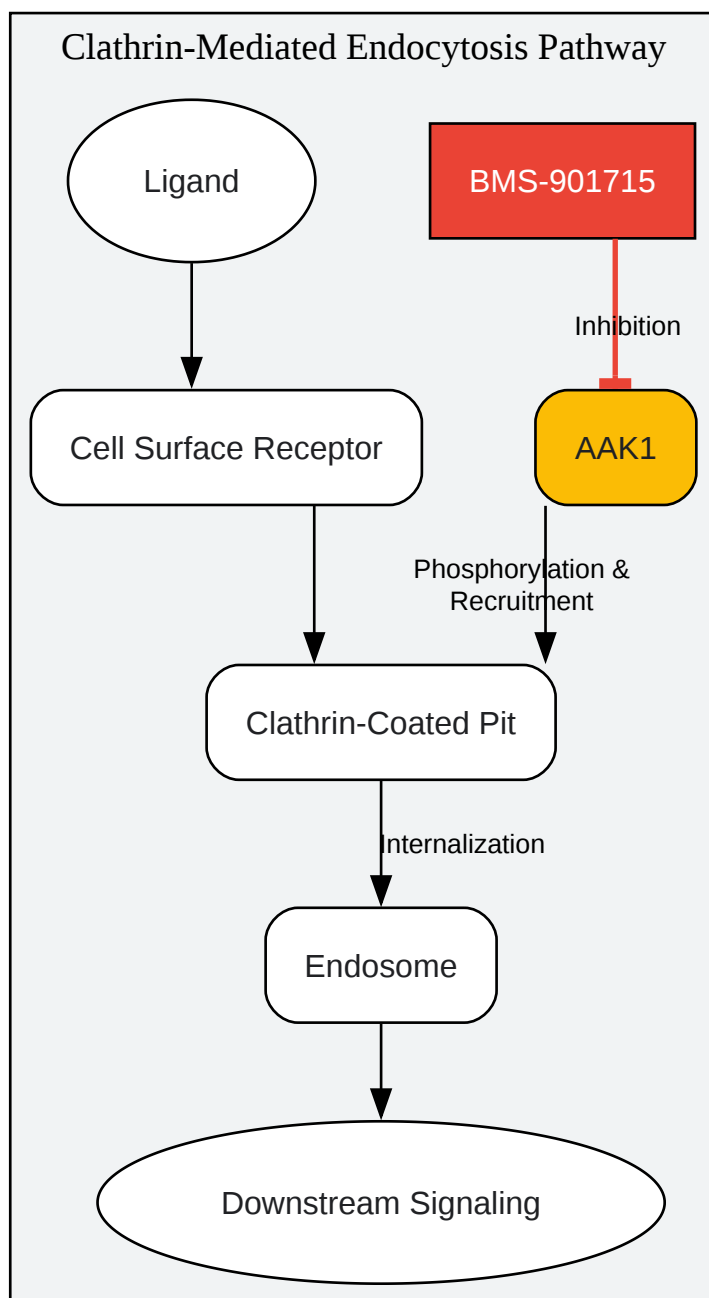 Clathrin-Mediated Endocytosis Pathway
Ligand
BMS-901715
Inhibition
Cell Surface Receptor
AAK1
Phosphorylation &
Recruitment
Clathrin-Coated Pit
Internalization
Endosome
Downstream Signaling